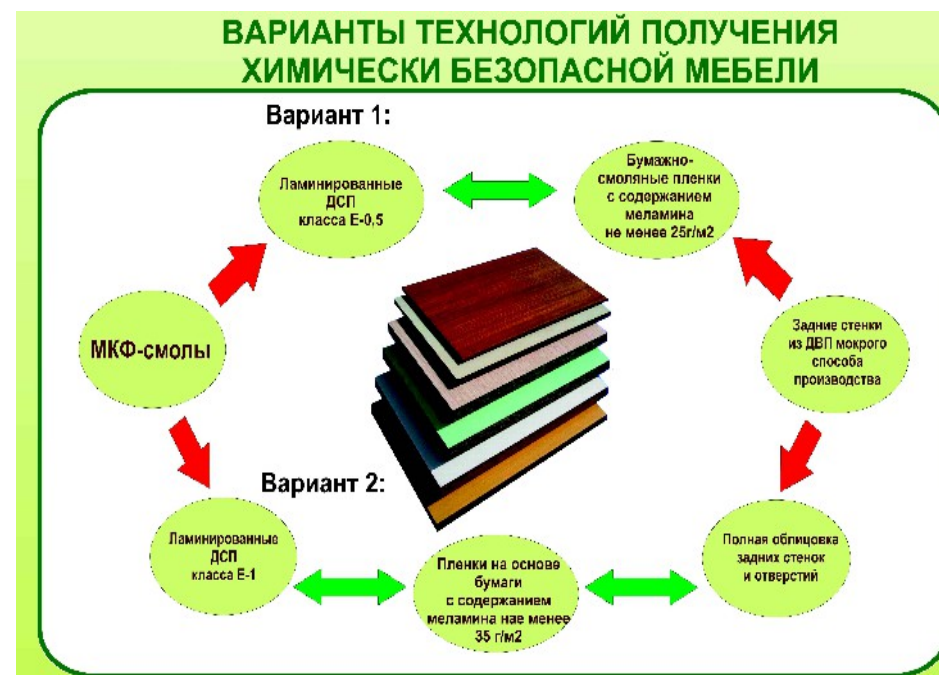 ВАРИАНТЫ ТЕХНОЛОГИЙ ПОЛУЧЕНИЯ
ХИМИЧЕСКИ БЕЗОПАСНОЙ МЕБЕЛИ
Вариант 1:
Ламинированные
ДСП
класса Е-0,5
Бумажно-
смоляные пленки
с содержанием
меламина
не менее 25г/м2
МКФ-смолы
Задние стенки
из ДВП мокрого
способа
производства
Вариант 2:
Ламинированные
ДСП
класса Е-1
Пленки на основе
бумаги
с содержанием
меламина нае менее
35 г/м2
Полная облицовка
задних стенок
и отверстий